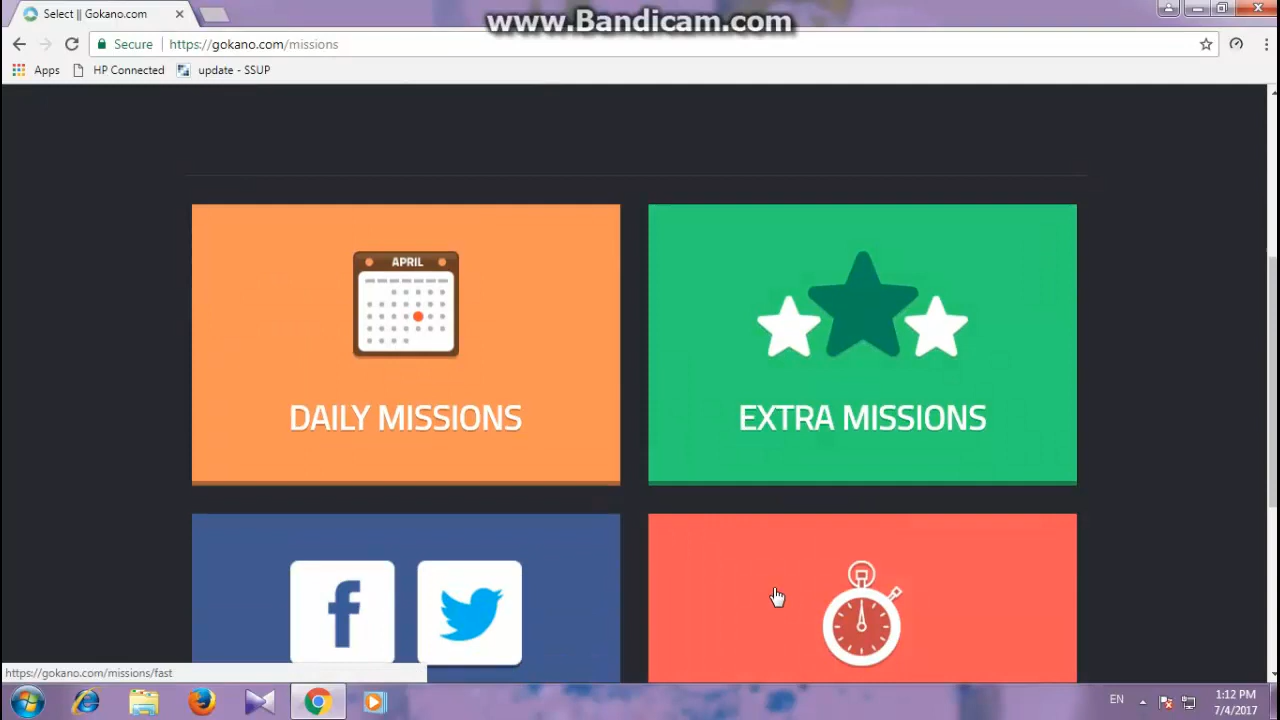 Select || Gokano.com
www.Bandicam.com
Secure
https://gokano.com/missions
Apps
HP Connected
update - SSUP
APRIL
DAILY MISSIONS
EXTRA MISSIONS
f
https://gokano.com/missions/fast
EN
1:12 PM
7/4/2017